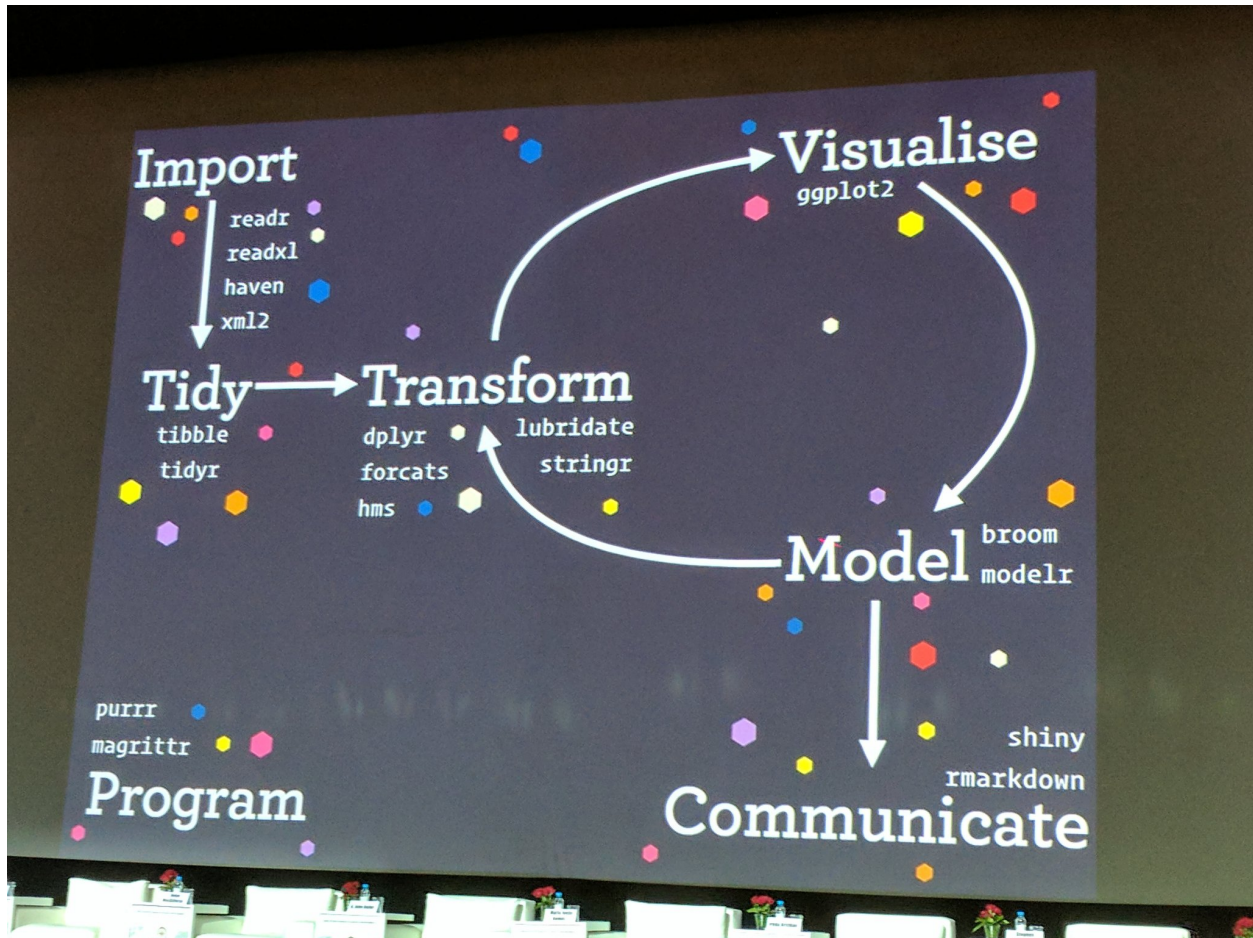 Import
readr
readxl
haven
xml2
Tidy
tibble
tidyr
Transform
dplyr
forcats
hms
lubridate
stringr
Visualise
ggplot2
Model
broom
modelr
purrr
magrittr
Program
shiny
rmarkdown
Communicate